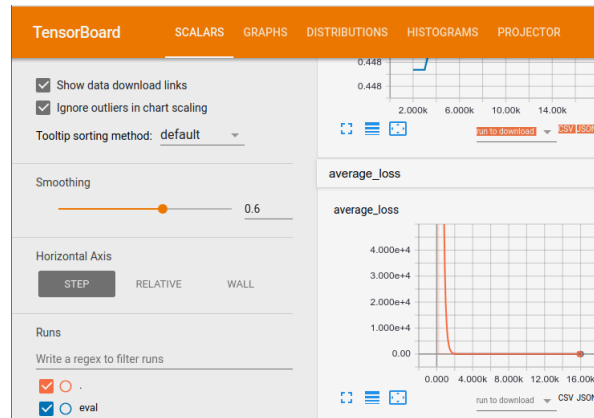 TensorBoard SCALARS GRAPHS DISTRIBUTIONS HISTOGRAMS PROJECTOR
Show data download links
Ignore outliers in chart scaling
Tooltip sorting method: default
Smoothing
0.6
Horizontal Axis
STEP RELATIVE WALL
Runs
Write a regex to filter runs
.
eval
0.448
0.448
2.000k 6.000k 10.00k 14.00k
run to download CSV JSON
average_loss
average_loss
4.000e+4
3.000e+4
2.000e+4
1.000e+4
0.00
0.000 4.000k 8.000k 12.00k 16.00k
run to download CSV JSON